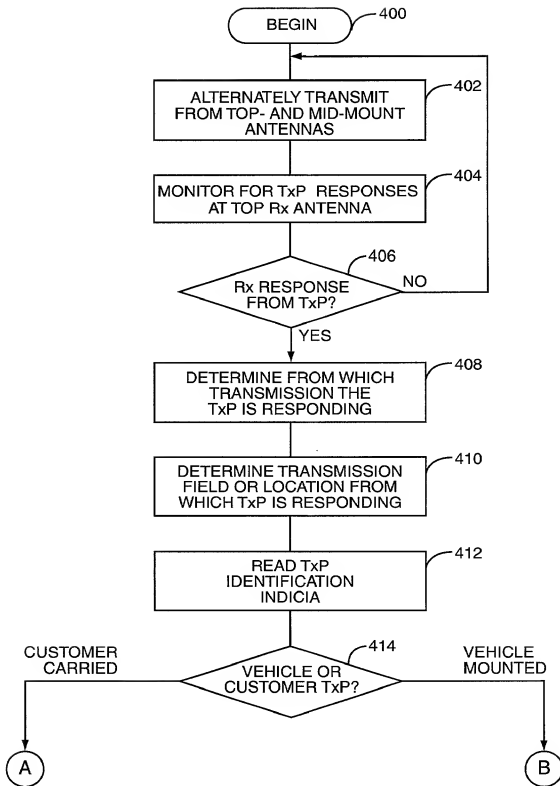 BEGIN
400
ALTERNATELY TRANSMIT
FROM TOP- AND MID-MOUNT
ANTENNAS
402
MONITOR FOR TxP RESPONSES
AT TOP Rx ANTENNA
404
406
Rx RESPONSE
FROM TxP?
NO
YES
DETERMINE FROM WHICH
TRANSMISSION THE
TxP IS RESPONDING
408
DETERMINE TRANSMISSION
FIELD OR LOCATION FROM
WHICH TxP IS RESPONDING
410
READ TxP
IDENTIFICATION
INDICIA
412
CUSTOMER
CARRIED
414
VEHICLE OR
CUSTOMER TxP?
VEHICLE
MOUNTED
A
B